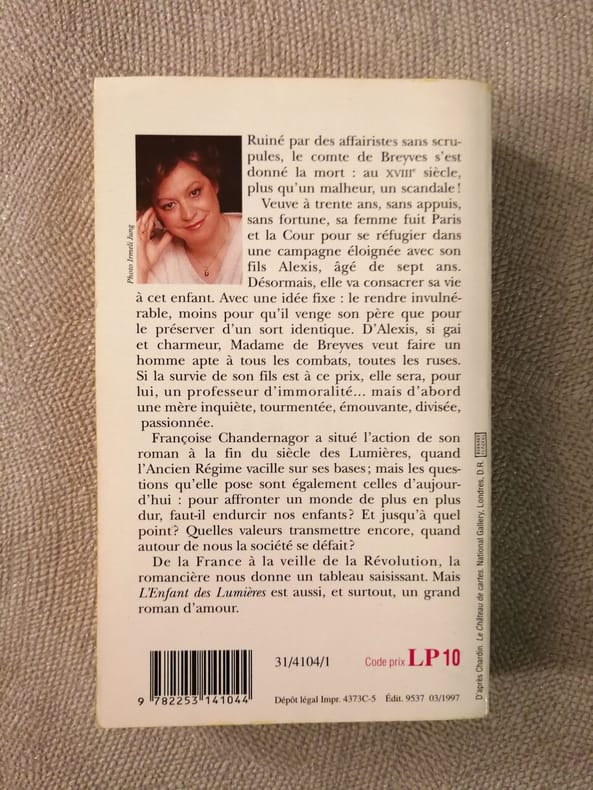 Ruiné par des affairistes sans scru-
pules, le comte de Breyves s'est
donné la mort : au XVIIIe siècle,
plus qu'un malheur, un scandale !
Veuve à trente ans, sans appuis,
sans fortune, sa femme fuit Paris
et la Cour pour se réfugier dans
une campagne éloignée avec son
fils Alexis, âgé de sept ans.
Désormais, elle va consacrer sa vie
à cet enfant. Avec une idée fixe : le rendre invulné-
rable, moins pour qu'il venge son père que pour
le préserver d'un sort identique. D'Alexis, si gai
et charmeur, Madame de Breyves veut faire un
homme apte à tous les combats, toutes les ruses.
Si la survie de son fils est à ce prix, elle sera, pour
lui, un professeur d'immoralité... mais d'abord
une mère inquiète, tourmentée, émouvante, divisée,
passionnée.
Françoise Chandernagor a situé l'action de son
roman à la fin du siècle des Lumières, quand
l'Ancien Régime vacille sur ses bases ; mais les ques-
tions qu'elle pose sont également celles d'aujour-
d'hui : pour affronter un monde de plus en plus
dur, faut-il endurcir nos enfants ? Et jusqu'à quel
point ? Quelles valeurs transmettre encore, quand
autour de nous la société se défait ?
De la France à la veille de la Révolution, la
romancière nous donne un tableau saisissant. Mais
L'Enfant des Lumières est aussi, et surtout, un grand
roman d'amour.
Photo Irmeli Jung
D'après Chardin. Le Château de cartes. National Gallery, Londres, D.R.
31/4104/1
Code prix LP 10
9 782253 141044
Dépôt légal Impr. 4373C-5 Édit. 9537 03/1997